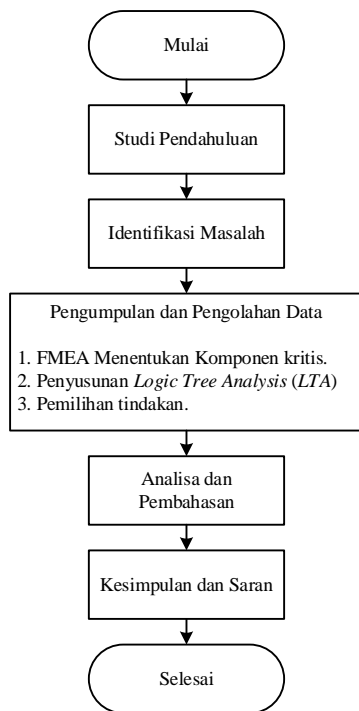 Mulai
Studi Pendahuluan
Identifikasi Masalah
Pengumpulan dan Pengolahan Data
1. FMEA Menentukan Komponen kritis.
2. Penyusunan Logic Tree Analysis (LTA)
3. Pemilihan tindakan.
Analisa dan
Pembahasan
Kesimpulan dan Saran
Selesai